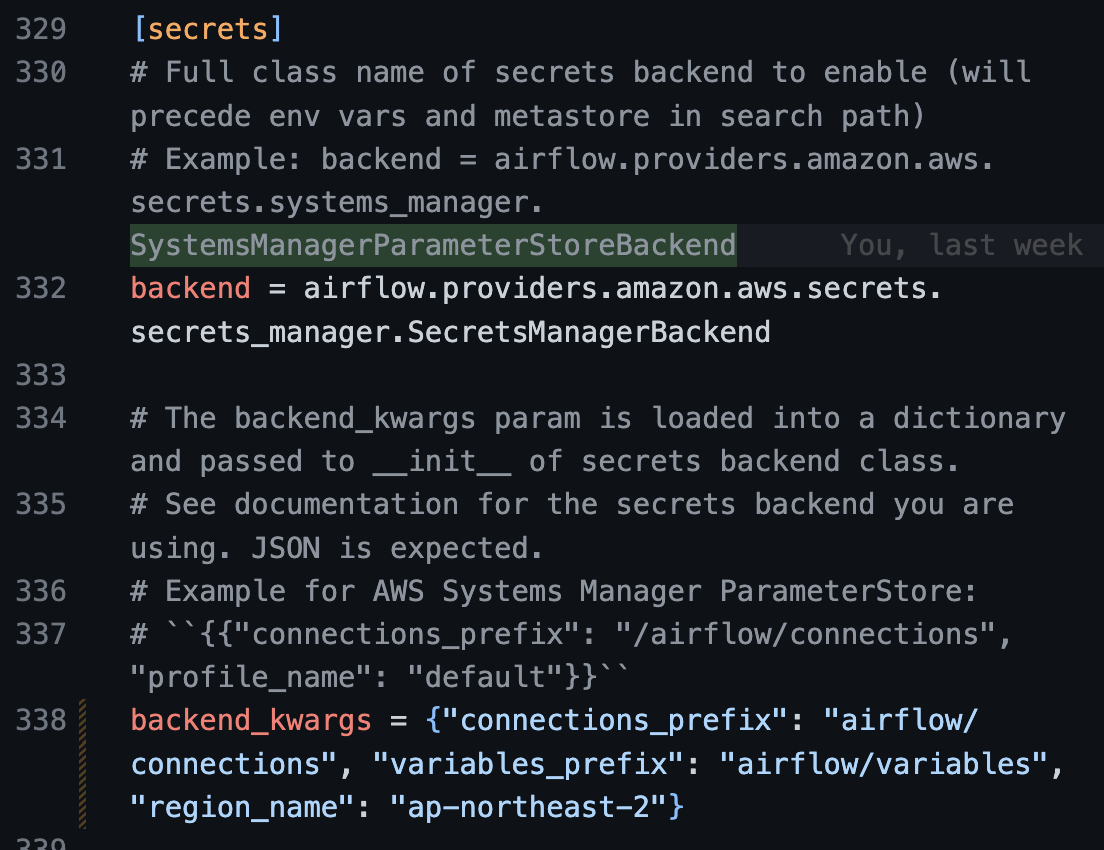 329 [secrets]
330 # Full class name of secrets backend to enable (will
precede env vars and metastore in search path)
331 # Example: backend = airflow.providers.amazon.aws.
secrets.systems_manager.
SystemsManagerParameterStoreBackend You, last week
332 backend = airflow.providers.amazon.aws.secrets.
secrets_manager.SecretsManagerBackend
333
334 # The backend_kwargs param is loaded into a dictionary
and passed to __init__ of secrets backend class.
335 # See documentation for the secrets backend you are
using. JSON is expected.
336 # Example for AWS Systems Manager ParameterStore:
337 # ``{{"connections_prefix": "/airflow/connections",
"profile_name": "default"}}``
338 backend_kwargs = {"connections_prefix": "airflow/
connections", "variables_prefix": "airflow/variables",
"region_name": "ap-northeast-2"}
339